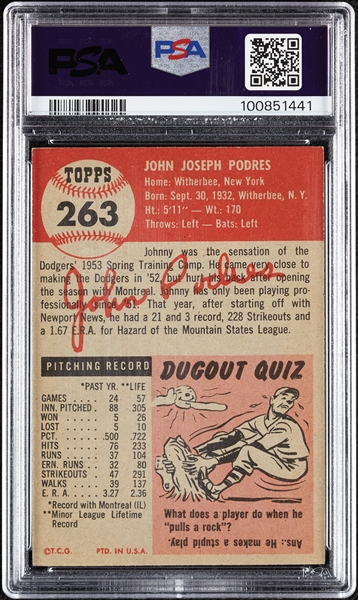 PSA
PSA
100851441
TOPPS
263
JOHN JOSEPH PODRES
Home: Witherbee, New York
Born: Sept. 30, 1932, Witherbee, N. Y.
Ht.: 5'11" - Wt.: 170
Throws: Left - Bats: Left
Johnny was the sensation of the
Dodgers' 1953 Spring Training Camp. He came very close to
making the Dodgers in '52, but hurt his back after opening
the season with Montreal. Johnny has only been playing pro-
fessionally since '51. That year, after starting off with
Newport News, he had a 21 and 3 record, 228 Strikeouts and
a 1.67 E.R.A. for Hazard of the Mountain States League.
John Podres
PITCHING RECORD
*PAST YR. **LIFE
GAMES 24 57
INN. PITCHED 88 305
WON 5 26
LOST 5 10
PCT. .500 .722
HITS 76 233
RUNS 37 104
ERN. RUNS 32 80
STRIKEOUTS 47 291
WALKS 39 137
E. R. A. 3.27 2.36
*Record with Montreal (IL)
**Minor League Lifetime
Record
©T.C.G. PTD. IN U.S.A.
DUGOUT QUIZ
What does a player do when he
"pulls a rock"?
Ans.: He makes a stupid play.